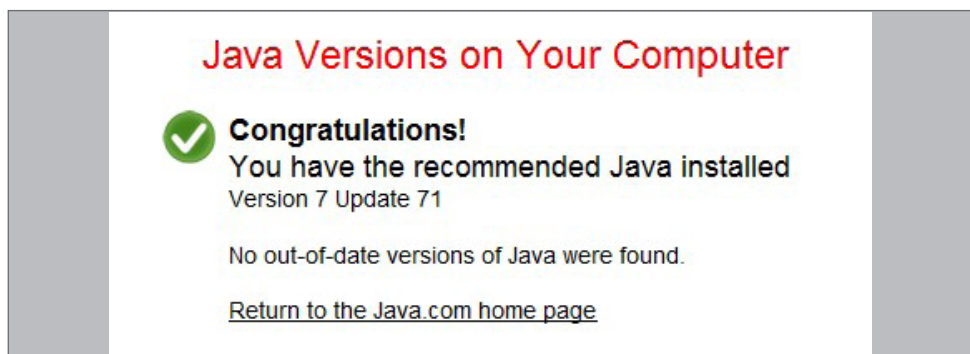 Java Versions on Your Computer
Congratulations!
You have the recommended Java installed
Version 7 Update 71
No out-of-date versions of Java were found.
Return to the Java.com home page